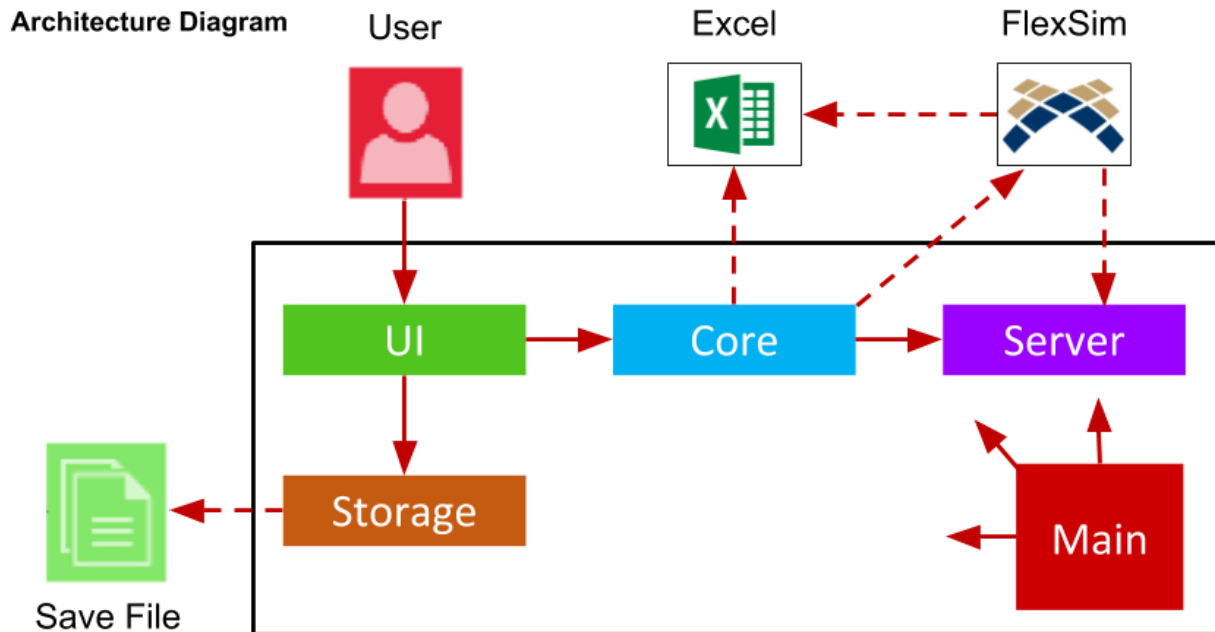 Architecture Diagram
User
Excel
FlexSim
X
UI
Core
Server
Storage
Main
Save File